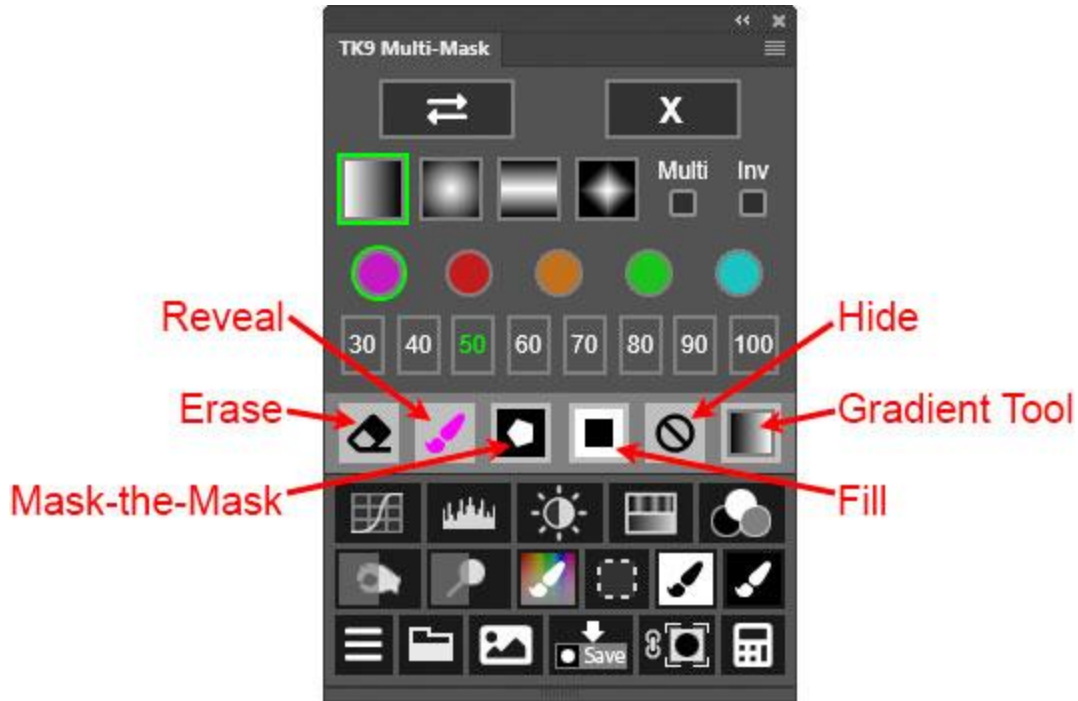 TK9 Multi-Mask
X
Multi Inv
Reveal
Hide
30 40 50 60 70 80 90 100
Erase
Gradient Tool
Mask-the-Mask
Fill
Save